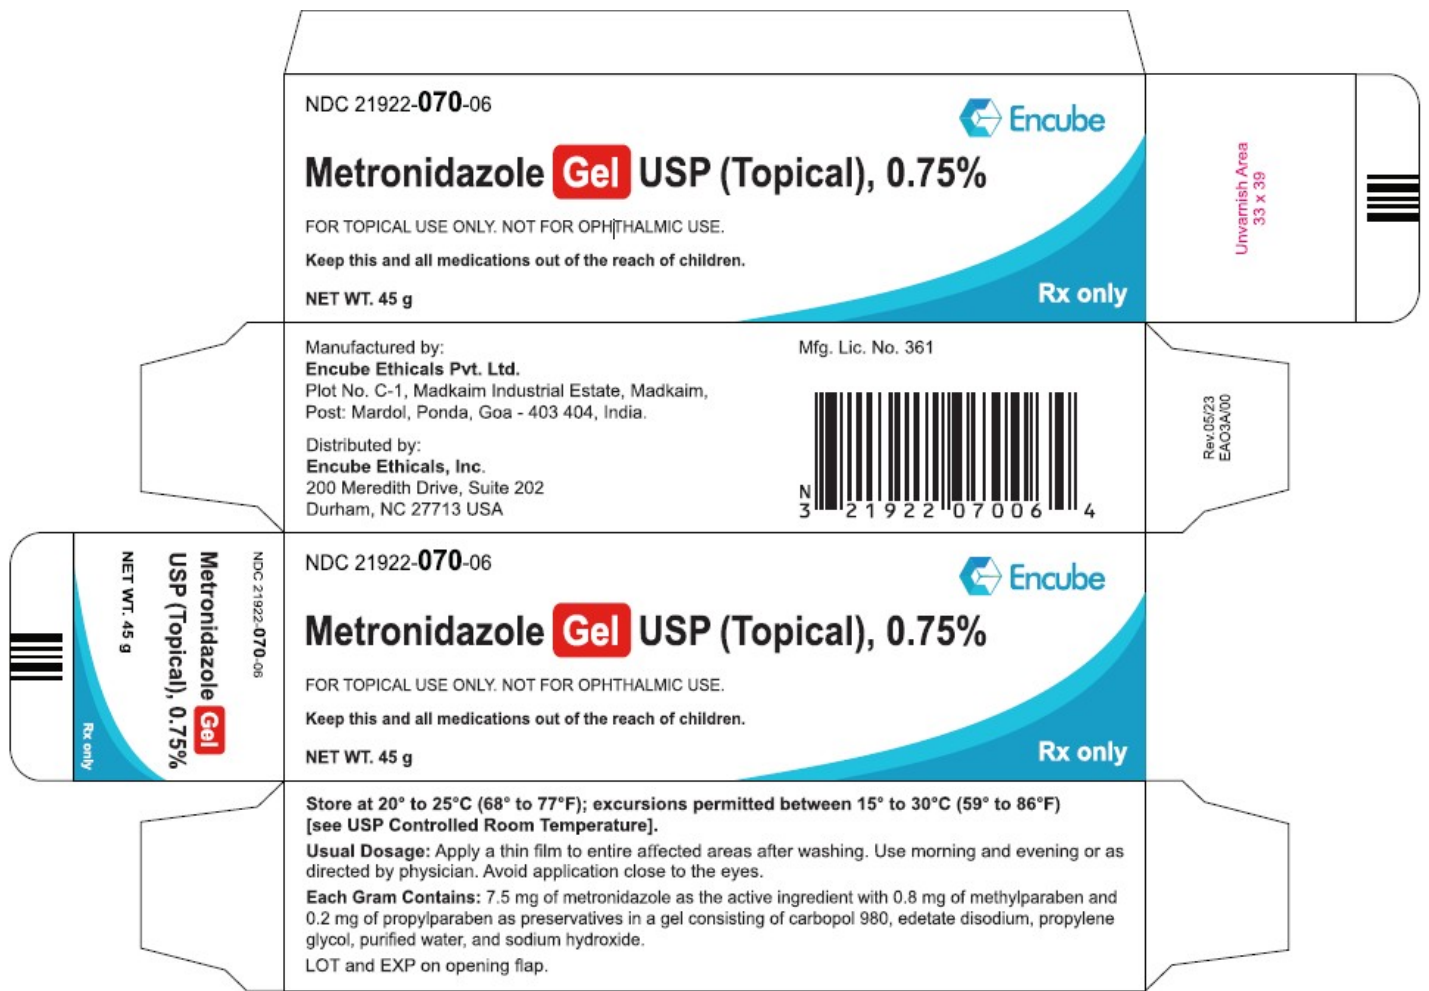 NDC 21922-070-06
Encube
Metronidazole Gel USP (Topical), 0.75%
FOR TOPICAL USE ONLY. NOT FOR OPHTHALMIC USE.
Keep this and all medications out of the reach of children.
NET WT. 45 g
Rx only
Unvarnish Area
33 x 39
Manufactured by:
Encube Ethicals Pvt. Ltd.
Plot No. C-1, Madkaim Industrial Estate, Madkaim,
Post: Mardol, Ponda, Goa - 403 404, India.
Distributed by:
Encube Ethicals, Inc.
200 Meredith Drive, Suite 202
Durham, NC 27713 USA
Mfg. Lic. No. 361
N
3 21922 07006 4
Rev.05/23
EAO3A/00
NDC 21922-070-06
Metronidazole Gel
USP (Topical), 0.75%
NET WT. 45 g
Rx only
NDC 21922-070-06
Encube
Metronidazole Gel USP (Topical), 0.75%
FOR TOPICAL USE ONLY. NOT FOR OPHTHALMIC USE.
Keep this and all medications out of the reach of children.
NET WT. 45 g
Rx only
Store at 20° to 25°C (68° to 77°F); excursions permitted between 15° to 30°C (59° to 86°F)
[see USP Controlled Room Temperature].
Usual Dosage: Apply a thin film to entire affected areas after washing. Use morning and evening or as
directed by physician. Avoid application close to the eyes.
Each Gram Contains: 7.5 mg of metronidazole as the active ingredient with 0.8 mg of methylparaben and
0.2 mg of propylparaben as preservatives in a gel consisting of carbopol 980, edetate disodium, propylene
glycol, purified water, and sodium hydroxide.
LOT and EXP on opening flap.